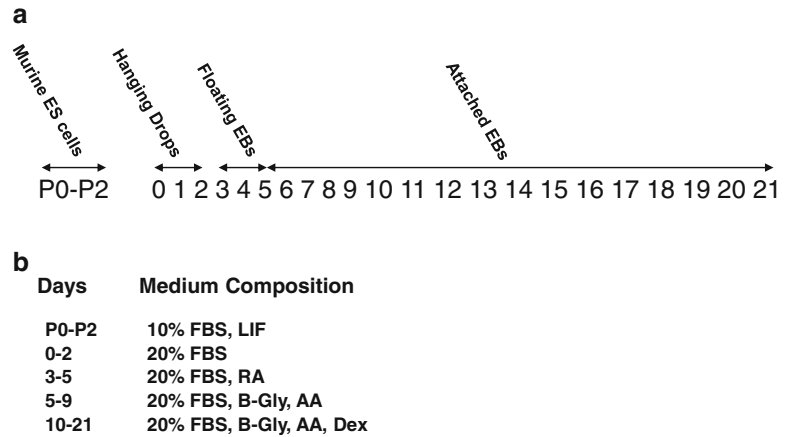 a
Murine ES cells
Hanging Drops
Floating EBs
Attached EBs
P0-P2 0 1 2 3 4 5 6 7 8 9 10 11 12 13 14 15 16 17 18 19 20 21
b
Days Medium Composition
P0-P2 10% FBS, LIF
0-2 20% FBS
3-5 20% FBS, RA
5-9 20% FBS, B-Gly, AA
10-21 20% FBS, B-Gly, AA, Dex